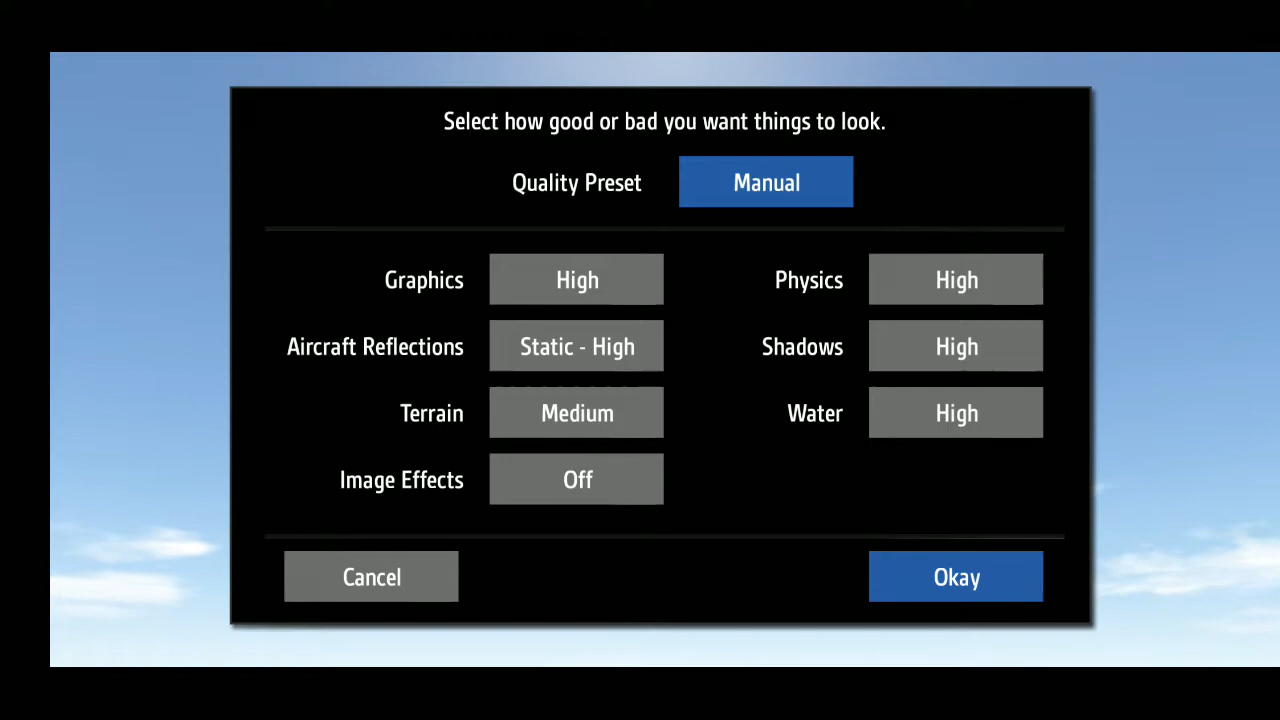 Select how good or bad you want things to look.
Quality Preset Manual
Graphics High Physics High
Aircraft Reflections Static - High Shadows High
Terrain Medium Water High
Image Effects Off
Cancel Okay